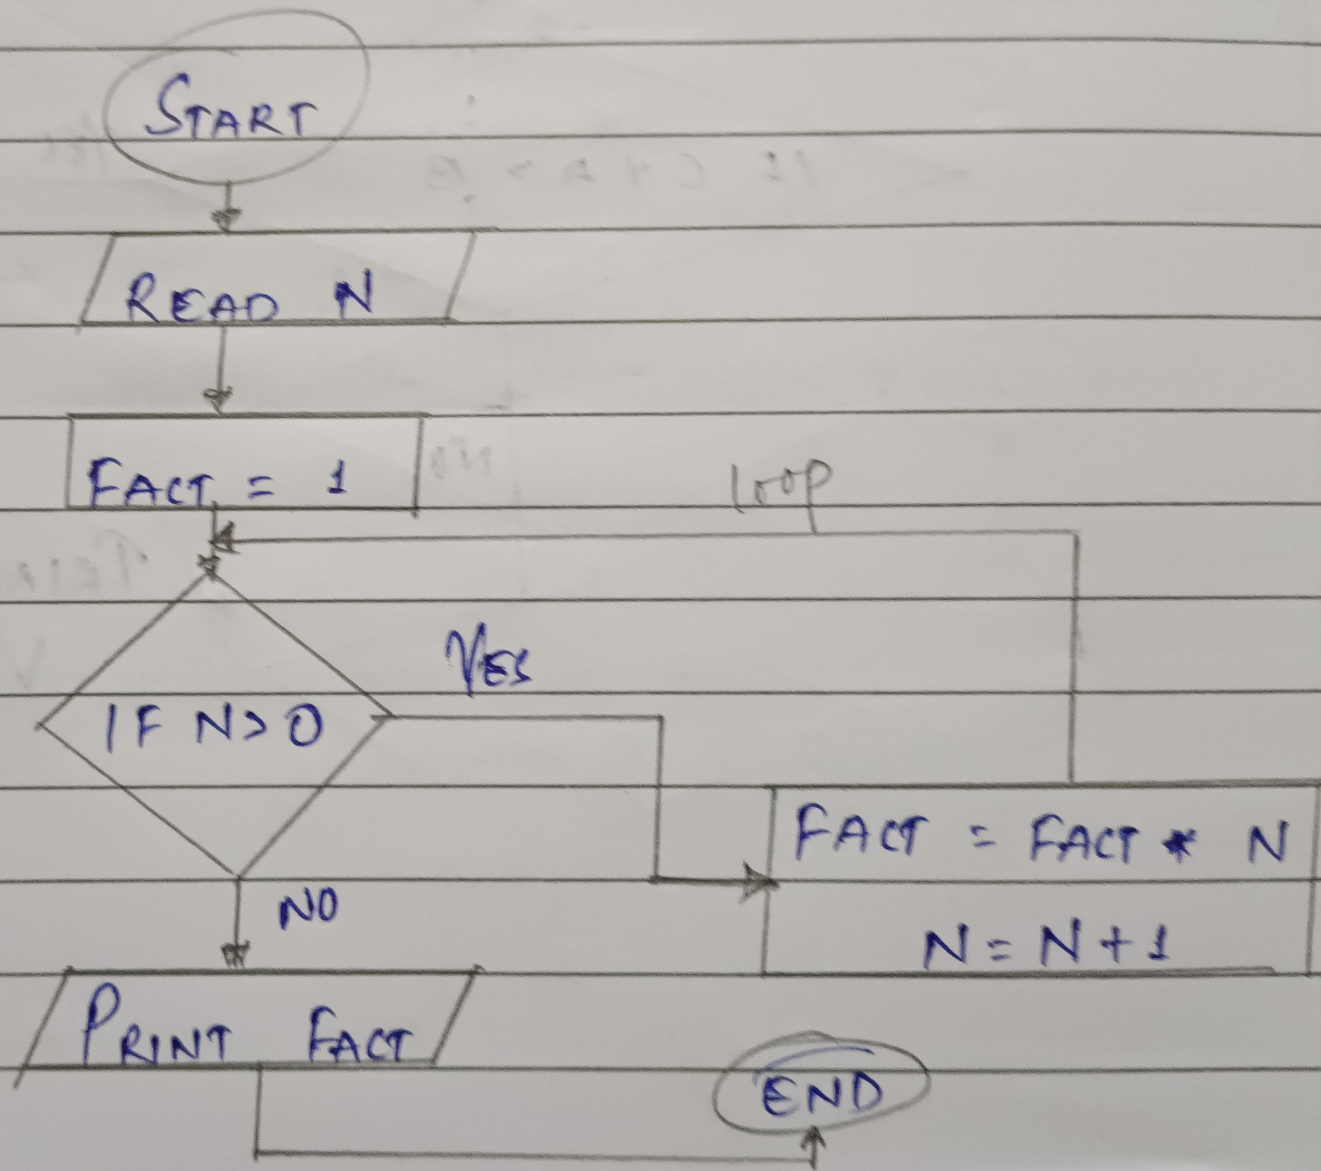 START
READ N
FACT = 1
loop
YES
IF N>0
FACT = FACT * N
NO
N = N + 1
PRINT FACT
END